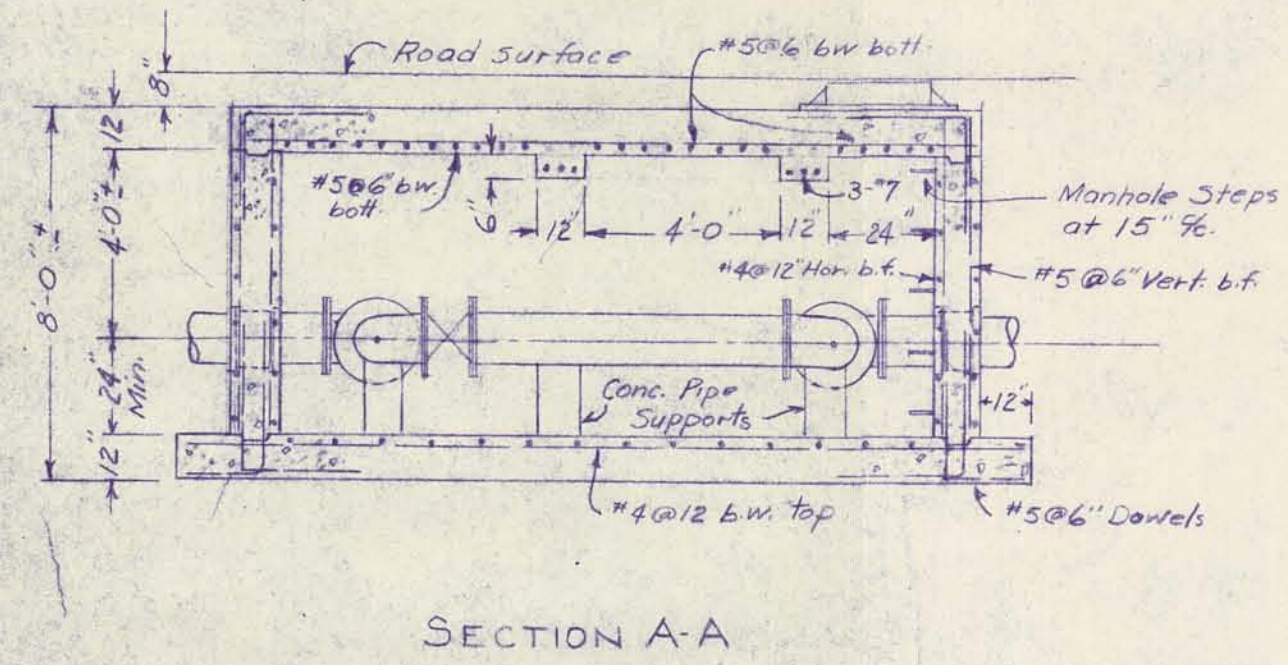 Road surface
#5@6" bw bott.
8"
12"
4'-0"±
8'-0"±
24"
Min.
12"
#5@6" bw.
bott.
6"
12"
4'-0"
12"
24"
3-#7
Manhole Steps
at 15" c/c.
#4@12" Hor. b.f.
#5@6" Vert. b.f.
Conc. Pipe
Supports
12"
#4@12 b.w. top
#5@6" Dowels
SECTION A-A